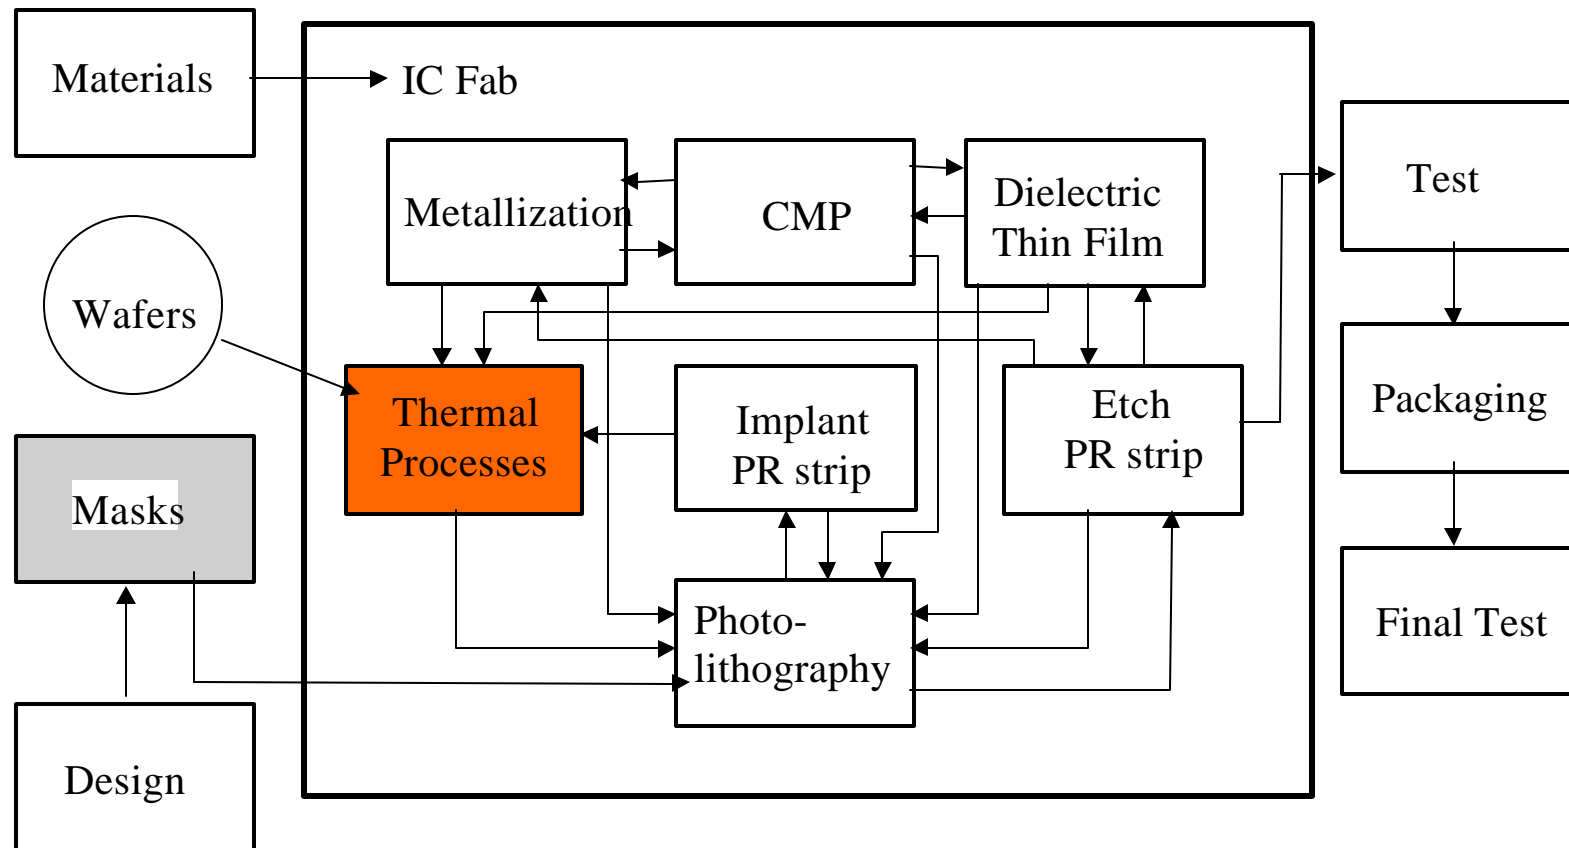 Materials
IC Fab
Metallization
CMP
Dielectric
Thin Film
Test
Wafers
Thermal
Processes
Implant
PR strip
Etch
PR strip
Packaging
Masks
Photo-
lithography
Final Test
Design